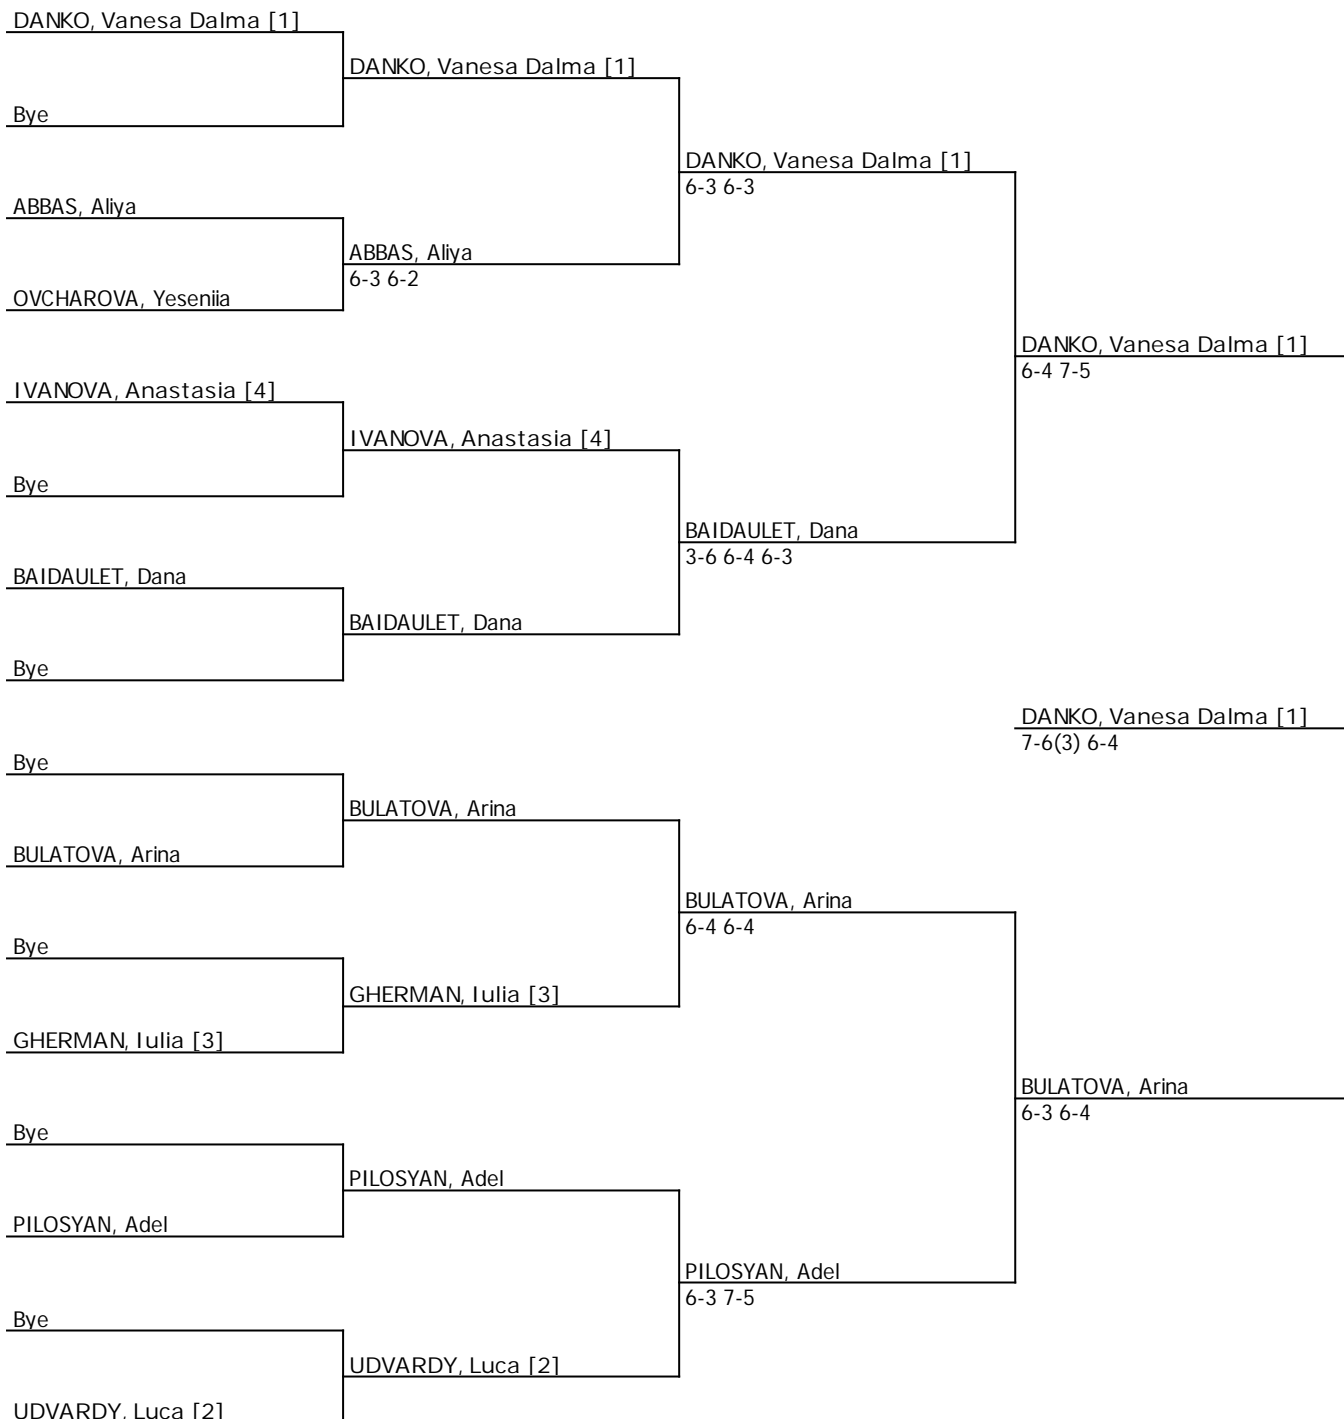 DANKO, Vanesa Dalma [1]
DANKO, Vanesa Dalma [1]
Bye
DANKO, Vanesa Dalma [1]
6-3 6-3
ABBAS, Aliya
ABBAS, Aliya
6-3 6-2
OVCHAROVA, Yeseniia
DANKO, Vanesa Dalma [1]
6-4 7-5
IVANOVA, Anastasia [4]
IVANOVA, Anastasia [4]
Bye
BAIDAULET, Dana
3-6 6-4 6-3
BAIDAULET, Dana
BAIDAULET, Dana
Bye
DANKO, Vanesa Dalma [1]
7-6(3) 6-4
Bye
BULATOVA, Arina
BULATOVA, Arina
BULATOVA, Arina
6-4 6-4
Bye
GHERMAN, Iulia [3]
GHERMAN, Iulia [3]
BULATOVA, Arina
6-3 6-4
Bye
PILOSYAN, Adel
PILOSYAN, Adel
PILOSYAN, Adel
6-3 7-5
Bye
UDVARDY, Luca [2]
UDVARDY, Luca [2]